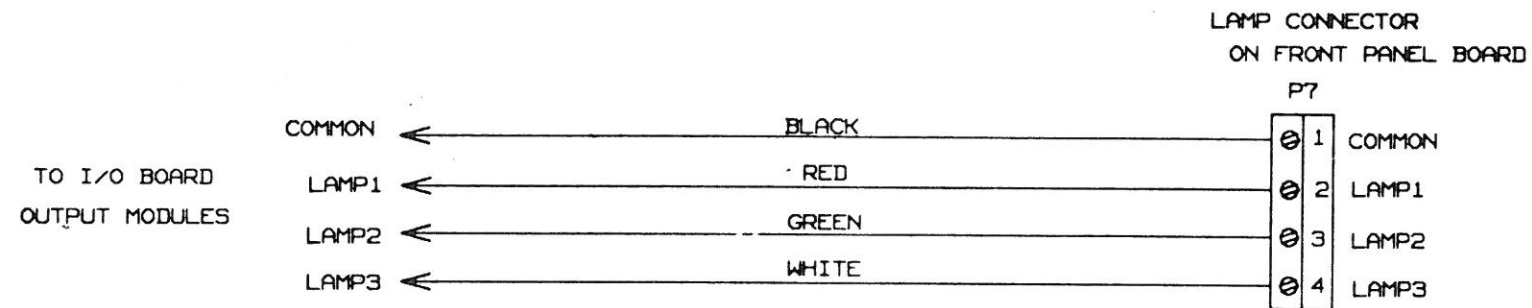 LAMP CONNECTOR
ON FRONT PANEL BOARD
P7
COMMON BLACK 1 COMMON
TO I/O BOARD
OUTPUT MODULES
LAMP1 RED 2 LAMP1
LAMP2 GREEN 3 LAMP2
LAMP3 WHITE 4 LAMP3